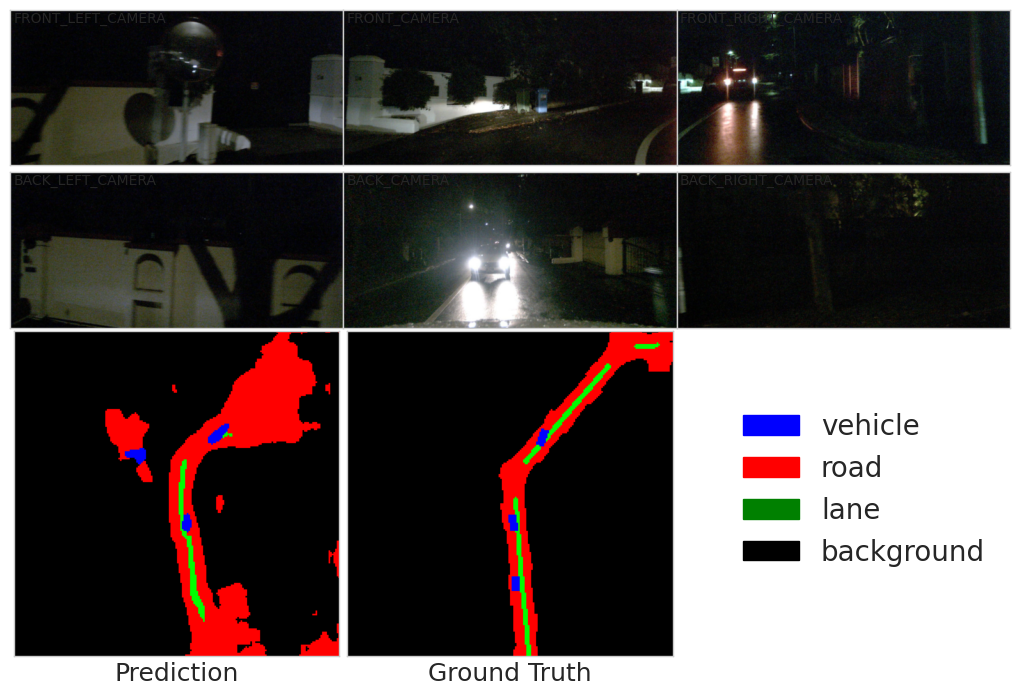 FRONT_LEFT_CAMERA
FRONT_CAMERA
FRONT_RIGHT_CAMERA
BACK_LEFT_CAMERA
BACK_CAMERA
BACK_RIGHT_CAMERA
vehicle
road
lane
background
Prediction
Ground Truth